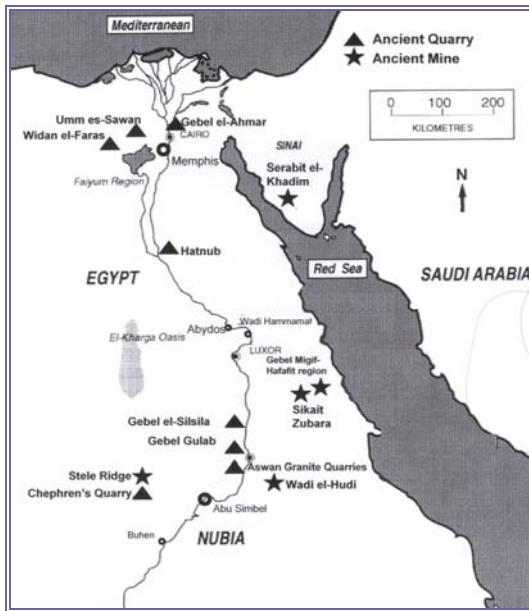 Mediterranean
Ancient Quarry
Ancient Mine
0 100 200
KILOMETRES
Umm es-Sawan
Gebel el-Ahmar
Widan el-Faras
CAIRO
Memphis
Faiyum Region
SINAI
Serabit el-
Khadim
N
Hatnub
Red Sea
SAUDI ARABIA
EGYPT
Abydos
Wadi Hammamat
El-Kharga Oasis
LUXOR
Gebel Migif-
Hafafit region
Sikait
Zubara
Gebel el-Silsila
Gebel Gulab
Stele Ridge
Aswan Granite Quarries
Chephren's Quarry
Wadi el-Hudi
Abu Simbel
Buhen
NUBIA